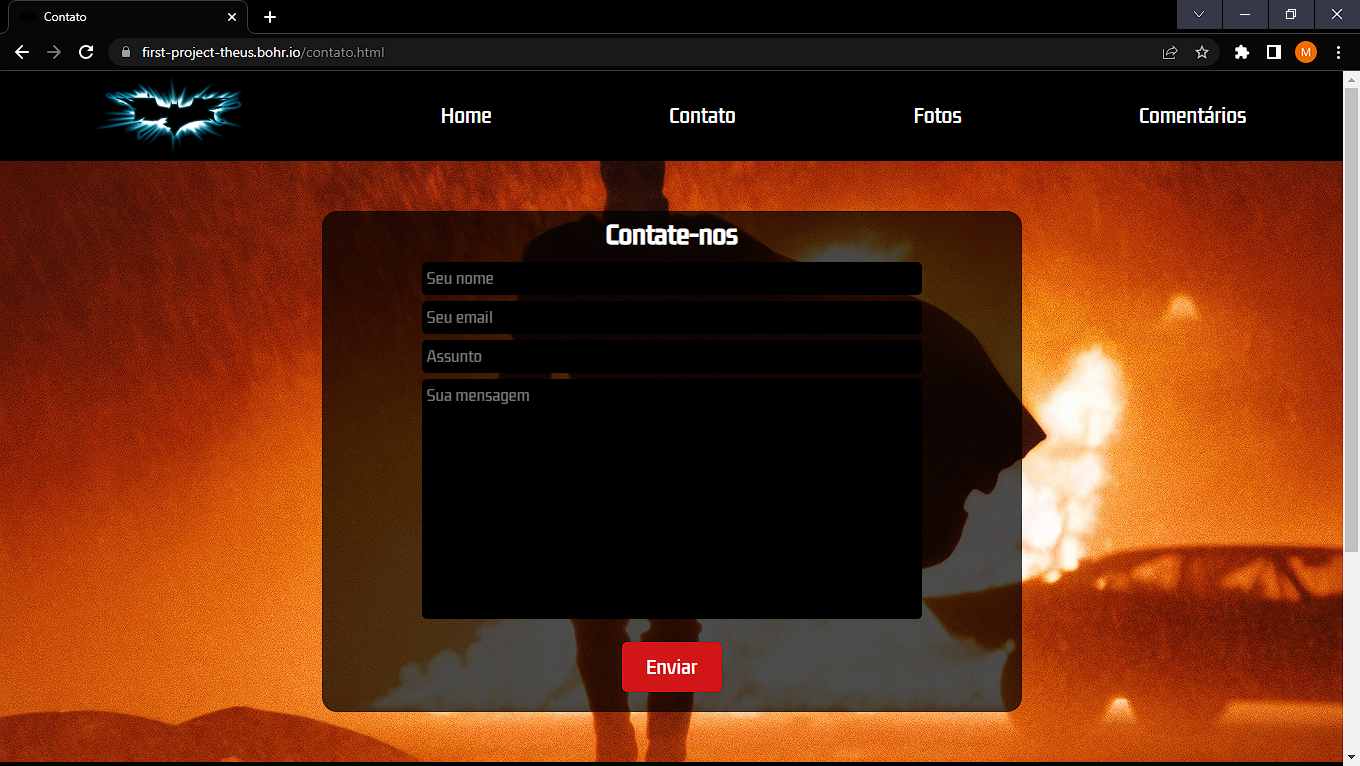 Contato
first-project-theus.bohr.io/contato.html
M
Home Contato Fotos Comentários
Contate-nos
Seu nome
Seu email
Assunto
Sua mensagem
Enviar